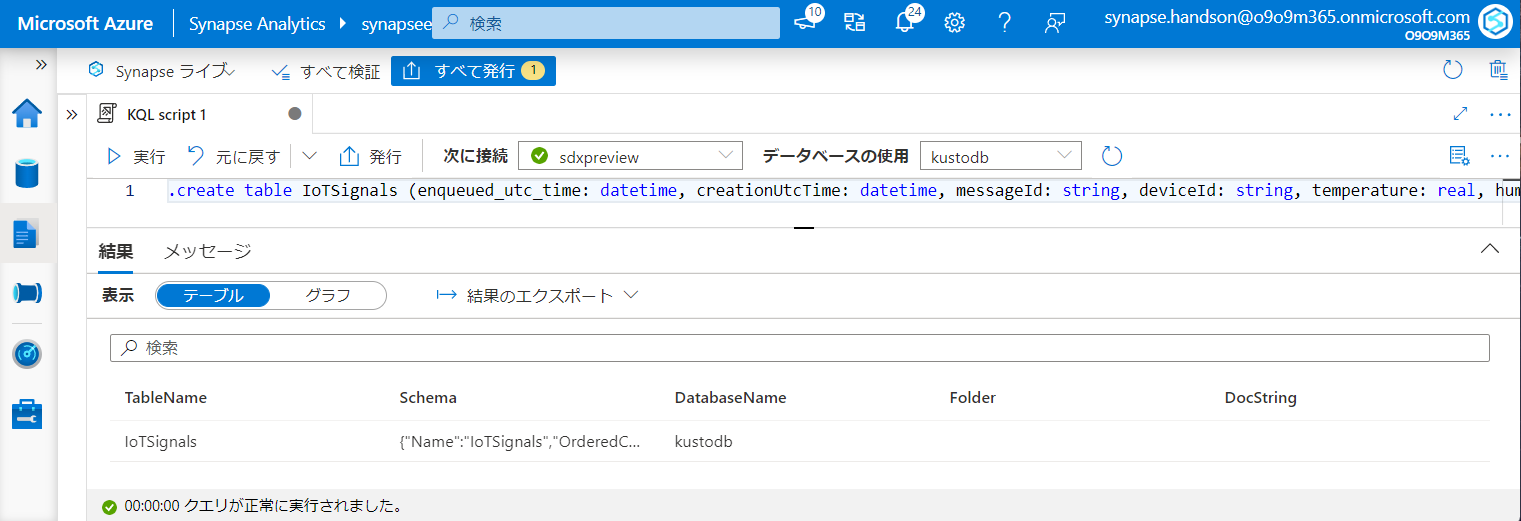 Microsoft Azure Synapse Analytics synapsee 検索 10 24 synapse.handson@o9o9m365.onmicrosoft.com
O9O9M365
Synapse ライブ すべて検証 すべて発行 1
KQL script 1
実行 元に戻す 発行 次に接続 sdxpreview データベースの使用 kustodb
1 .create table IoTSignals (enqueued_utc_time: datetime, creationUtcTime: datetime, messageId: string, deviceId: string, temperature: real, hum
結果 メッセージ
表示 テーブル グラフ 結果のエクスポート
検索
TableName Schema DatabaseName Folder DocString
IoTSignals {"Name":"IoTSignals","OrderedC... kustodb
00:00:00 クエリが正常に実行されました。